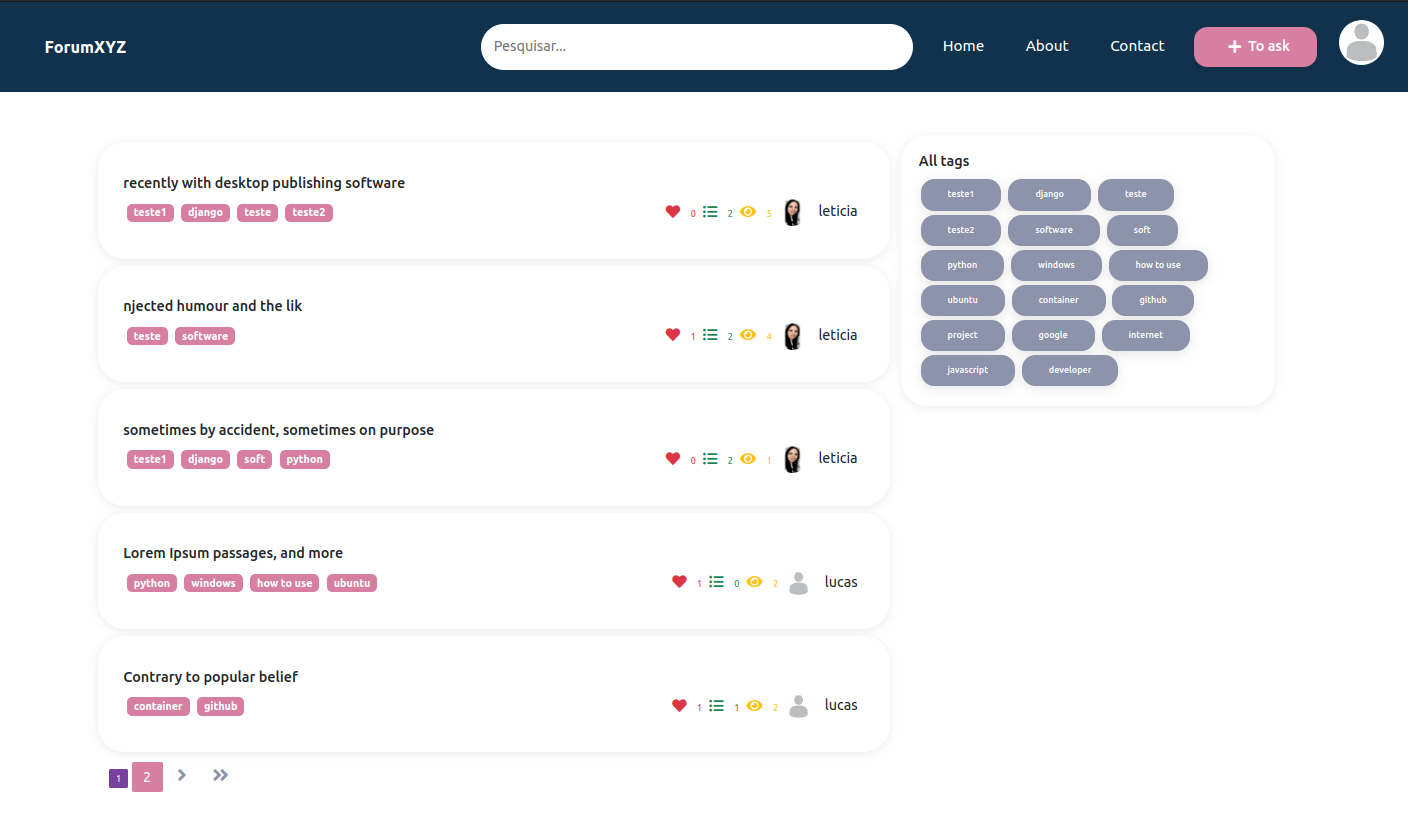 ForumXYZ Pesquisar... Home About Contact + To ask
recently with desktop publishing software
teste1 django teste teste2 0 2 5 leticia
njected humour and the lik
teste software 1 2 4 leticia
sometimes by accident, sometimes on purpose
teste1 django soft python 0 2 1 leticia
Lorem Ipsum passages, and more
python windows how to use ubuntu 1 0 2 lucas
Contrary to popular belief
container github 1 1 2 lucas
1 2
All tags
teste1 django teste
teste2 software soft
python windows how to use
ubuntu container github
project google internet
javascript developer